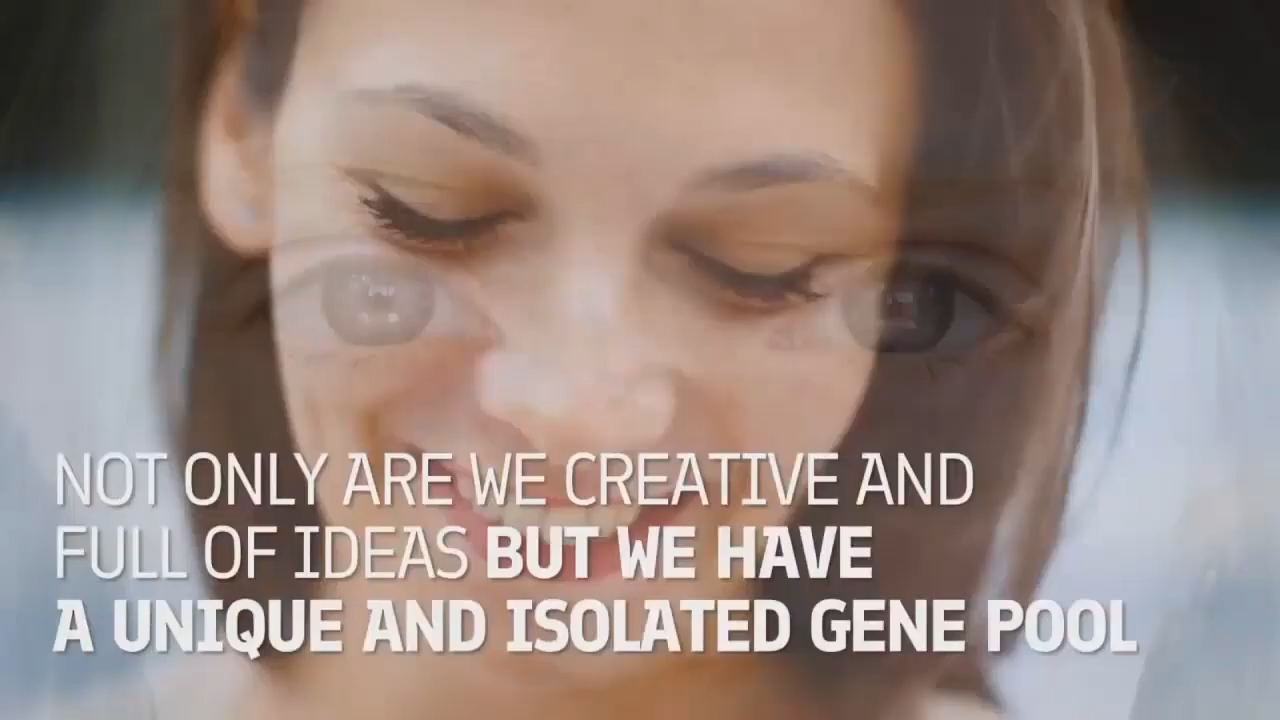 NOT ONLY ARE WE CREATIVE AND
FULL OF IDEAS BUT WE HAVE
A UNIQUE AND ISOLATED GENE POOL